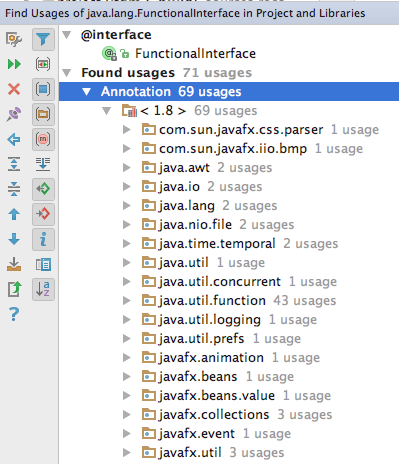 Find Usages of java.lang.FunctionalInterface in Project and Libraries
@interface
FunctionalInterface
Found usages 71 usages
Annotation 69 usages
< 1.8 > 69 usages
com.sun.javafx.css.parser 1 usage
com.sun.javafx.iio.bmp 1 usage
java.awt 2 usages
java.io 2 usages
java.lang 2 usages
java.nio.file 2 usages
java.time.temporal 2 usages
java.util 1 usage
java.util.concurrent 1 usage
java.util.function 43 usages
java.util.logging 1 usage
java.util.prefs 1 usage
javafx.animation 1 usage
javafx.beans 1 usage
javafx.beans.value 1 usage
javafx.collections 3 usages
javafx.event 1 usage
javafx.util 3 usages